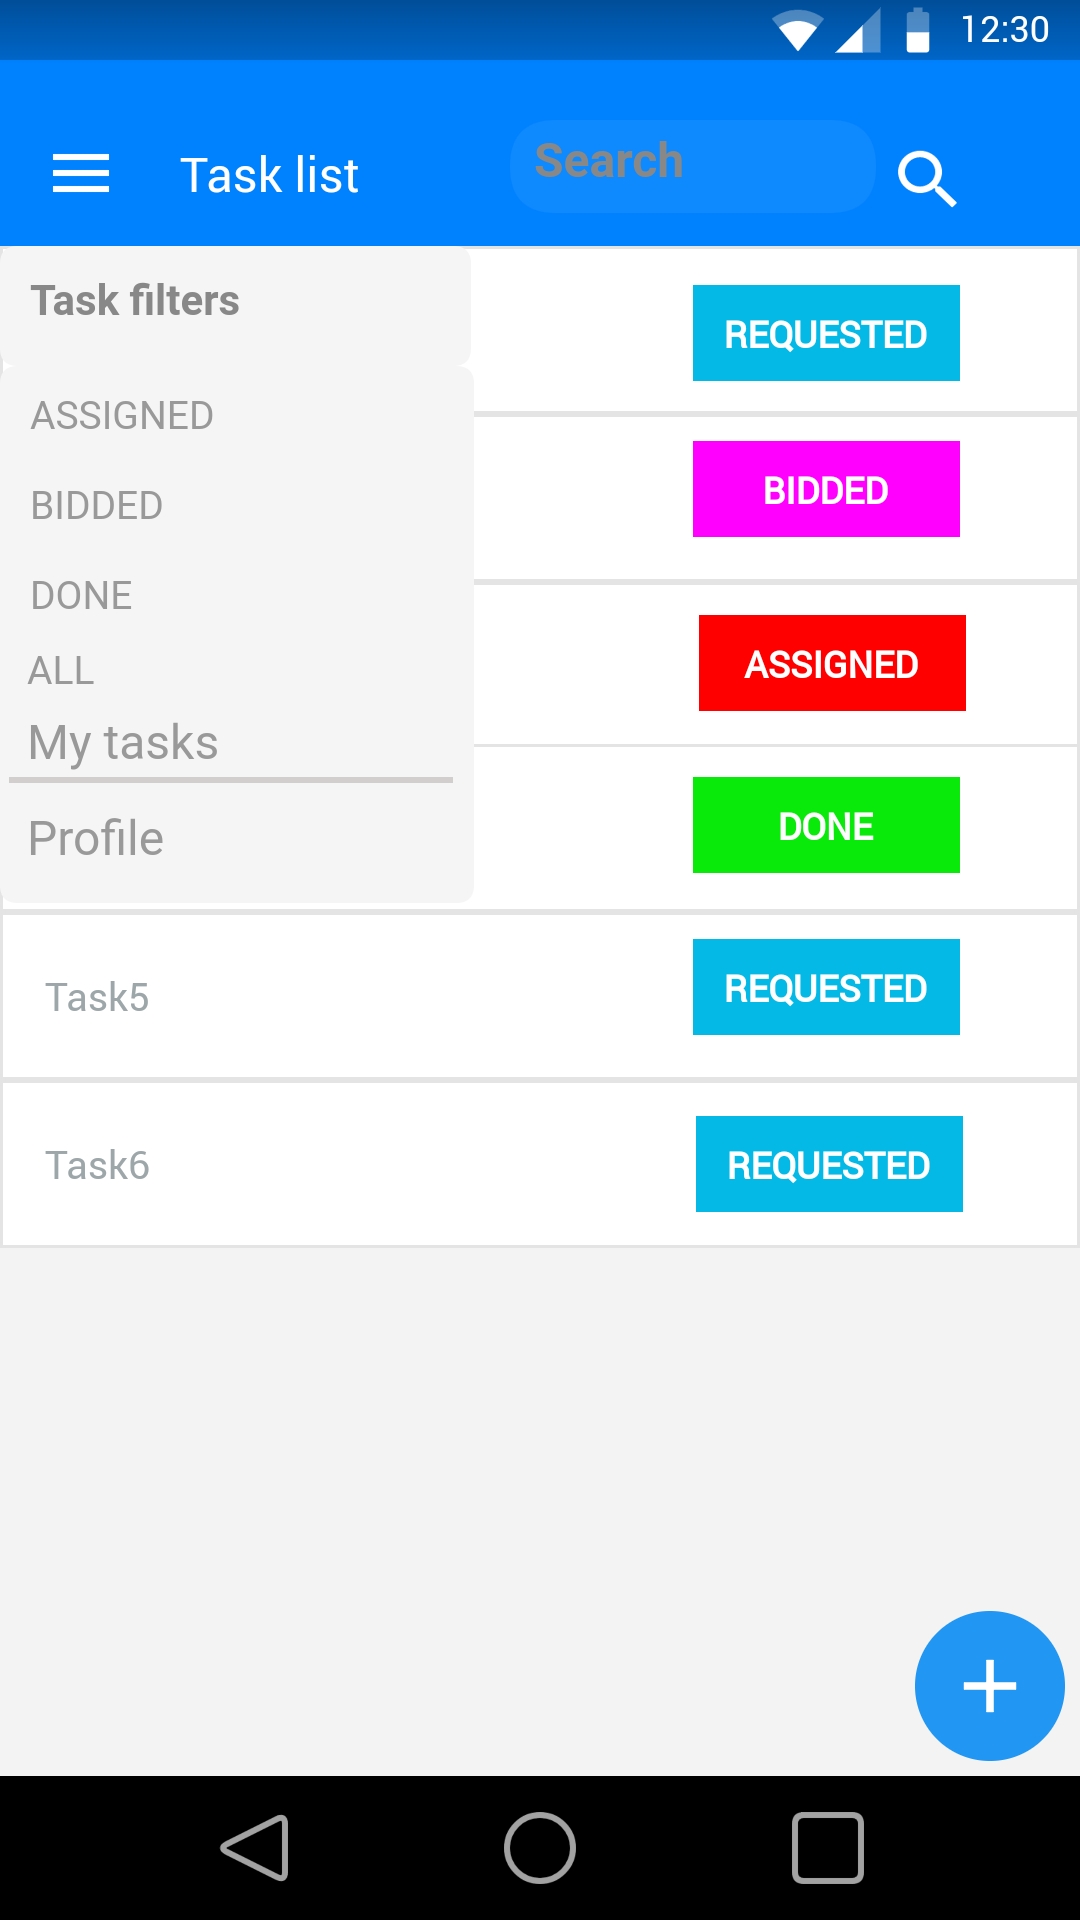 12:30
Task list
Search
Task filters
REQUESTED
ASSIGNED
BIDDED
BIDDED
DONE
ASSIGNED
ALL
My tasks
DONE
Profile
Task5
REQUESTED
Task6
REQUESTED